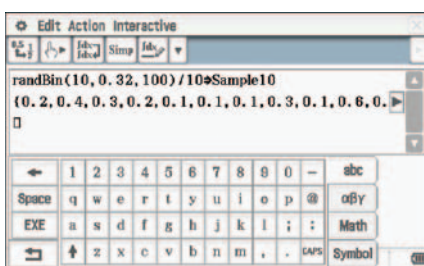 Edit Action Interactive
Simp
randBin(10,0.32,100)/10⇒Sample10
{0.2,0.4,0.3,0.2,0.1,0.1,0.1,0.3,0.1,0.6,0.
1 2 3 4 5 6 7 8 9 0 − abc
Space q w e r t y u i o p @ αβγ
EXE a s d f g h j k l ; : Math
z x c v b n m , . CAPS Symbol